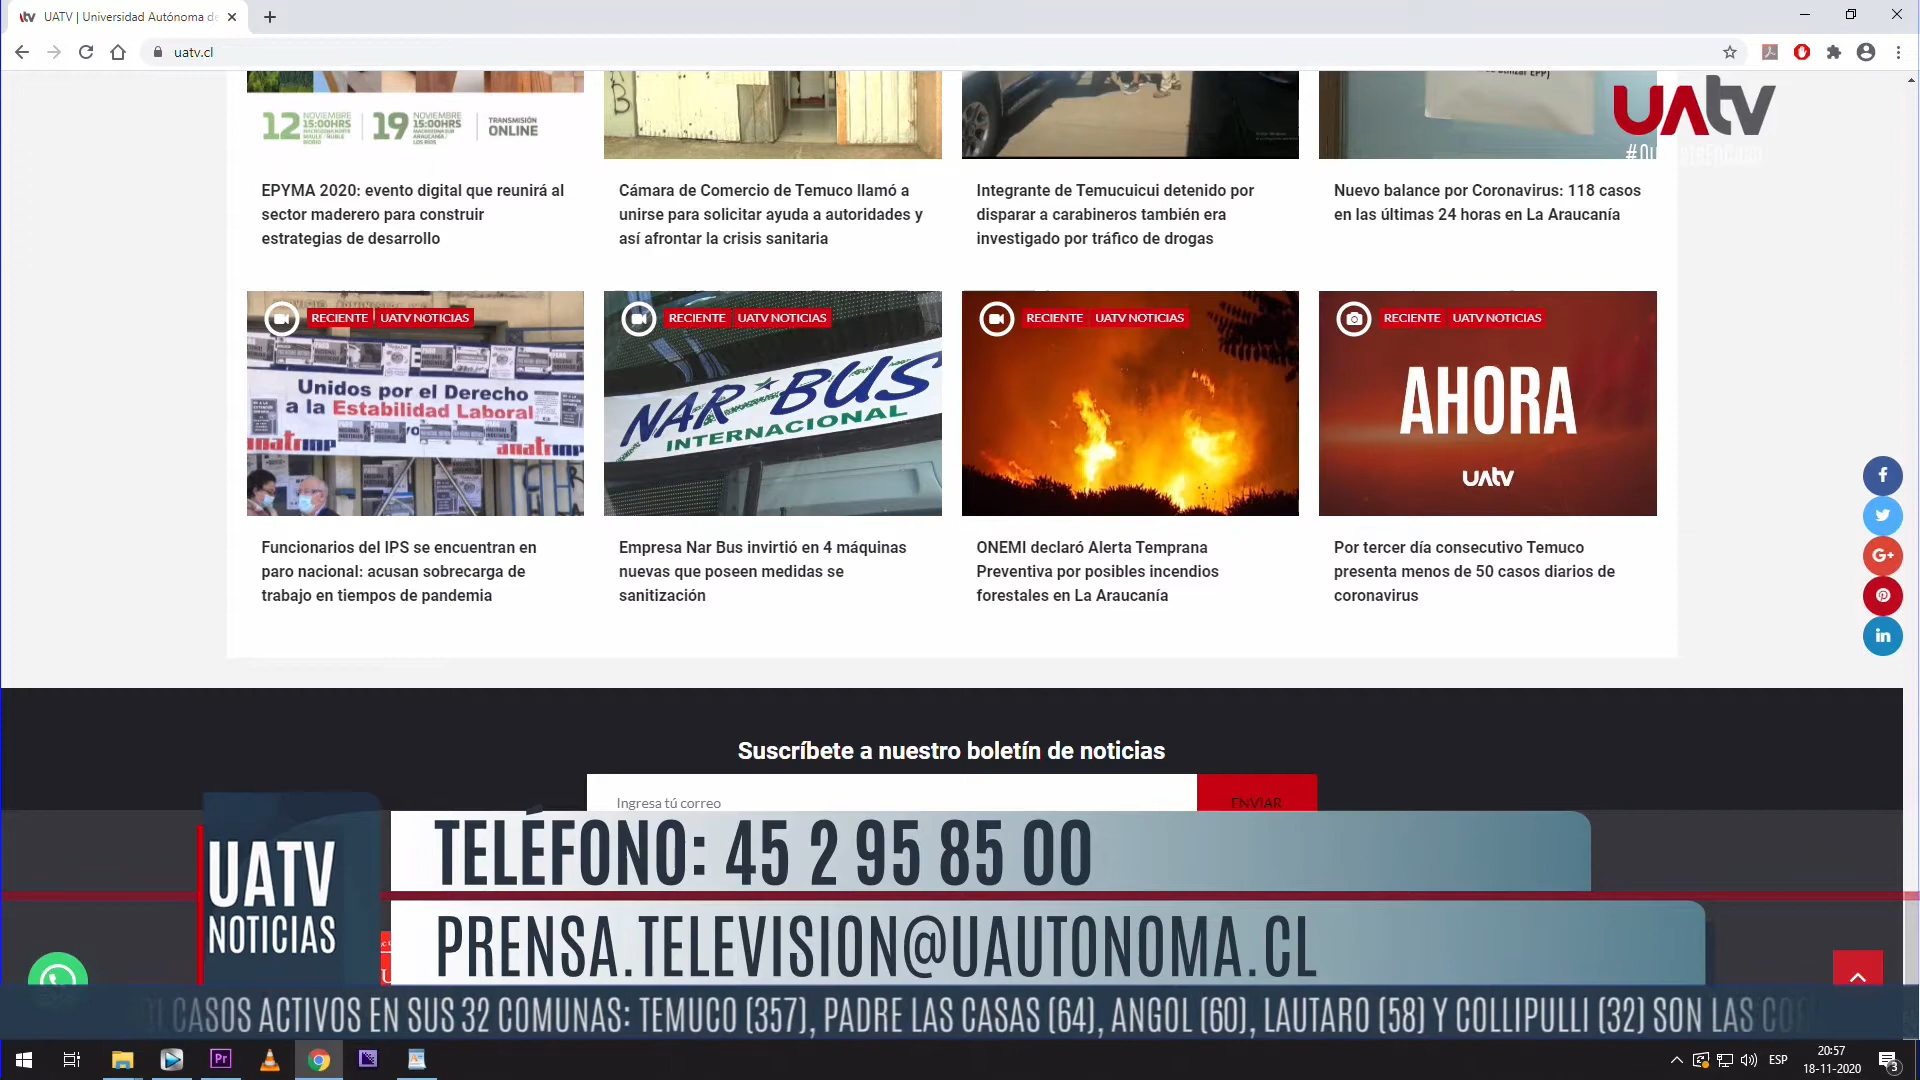 UATV | Universidad Autónoma de
uatv.cl
UATV
12 NOVIEMBRE 15:00HRS
19 NOVIEMBRE 15:00HRS
TRANSMISIÓN ONLINE
EPYMA 2020: evento digital que reunirá al
sector maderero para construir
estrategias de desarrollo
Cámara de Comercio de Temuco llamó a
unirse para solicitar ayuda a autoridades y
así afrontar la crisis sanitaria
Integrante de Temucuicui detenido por
disparar a carabineros también era
investigado por tráfico de drogas
Nuevo balance por Coronavirus: 118 casos
en las últimas 24 horas en La Araucanía
RECIENTE UATV NOTICIAS
Unidos por el Derecho
a la Estabilidad Laboral
RECIENTE UATV NOTICIAS
NAR BUS
INTERNACIONAL
RECIENTE UATV NOTICIAS
RECIENTE UATV NOTICIAS
AHORA
UATV
Funcionarios del IPS se encuentran en
paro nacional: acusan sobrecarga de
trabajo en tiempos de pandemia
Empresa Nar Bus invirtió en 4 máquinas
nuevas que poseen medidas se
sanitización
ONEMI declaró Alerta Temprana
Preventiva por posibles incendios
forestales en La Araucanía
Por tercer día consecutivo Temuco
presenta menos de 50 casos diarios de
coronavirus
Suscríbete a nuestro boletín de noticias
Ingresa tú correo
ENVIAR
UATV
NOTICIAS
TELÉFONO: 45 2 95 85 00
PRENSA.TELEVISION@UAUTONOMA.CL
CASOS ACTIVOS EN SUS 32 COMUNAS: TEMUCO (357), PADRE LAS CASAS (64), ANGOL (60), LAUTARO (58) Y COLLIPULLI (32) SON LAS
ESP
20:57
18-11-2020
3